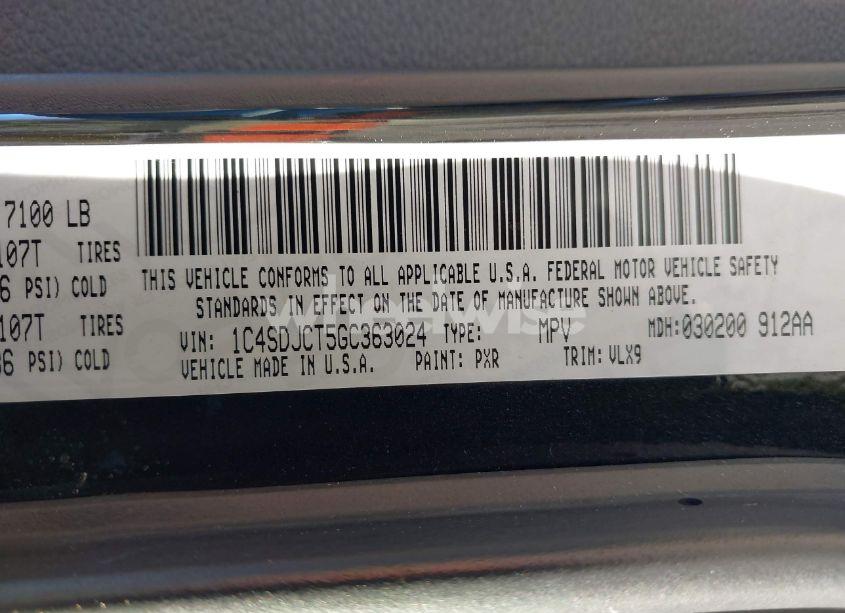 7100 LB
107T TIRES
6 PSI) COLD
THIS VEHICLE CONFORMS TO ALL APPLICABLE U.S.A. FEDERAL MOTOR VEHICLE SAFETY
STANDARDS IN EFFECT ON THE DATE OF MANUFACTURE SHOWN ABOVE.
107T TIRES
36 PSI) COLD
VIN: 1C4SDJCT5GC363024 TYPE: MPV MDH:030200 912AA
VEHICLE MADE IN U.S.A. PAINT: PXR TRIM: VLX9
wheelwise